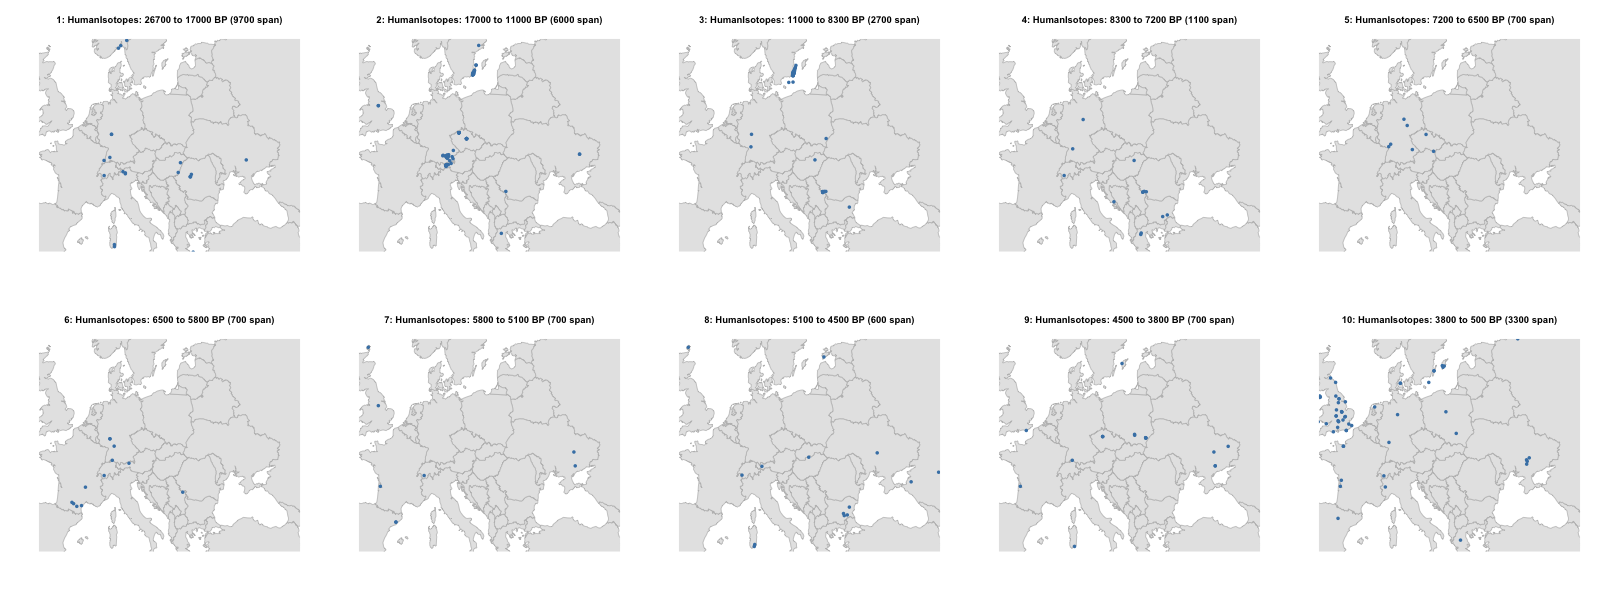 1: HumanIsotopes: 26700 to 17000 BP (9700 span)
2: HumanIsotopes: 17000 to 11000 BP (6000 span)
3: HumanIsotopes: 11000 to 8300 BP (2700 span)
4: HumanIsotopes: 8300 to 7200 BP (1100 span)
5: HumanIsotopes: 7200 to 6500 BP (700 span)
6: HumanIsotopes: 6500 to 5800 BP (700 span)
7: HumanIsotopes: 5800 to 5100 BP (700 span)
8: HumanIsotopes: 5100 to 4500 BP (600 span)
9: HumanIsotopes: 4500 to 3800 BP (700 span)
10: HumanIsotopes: 3800 to 500 BP (3300 span)